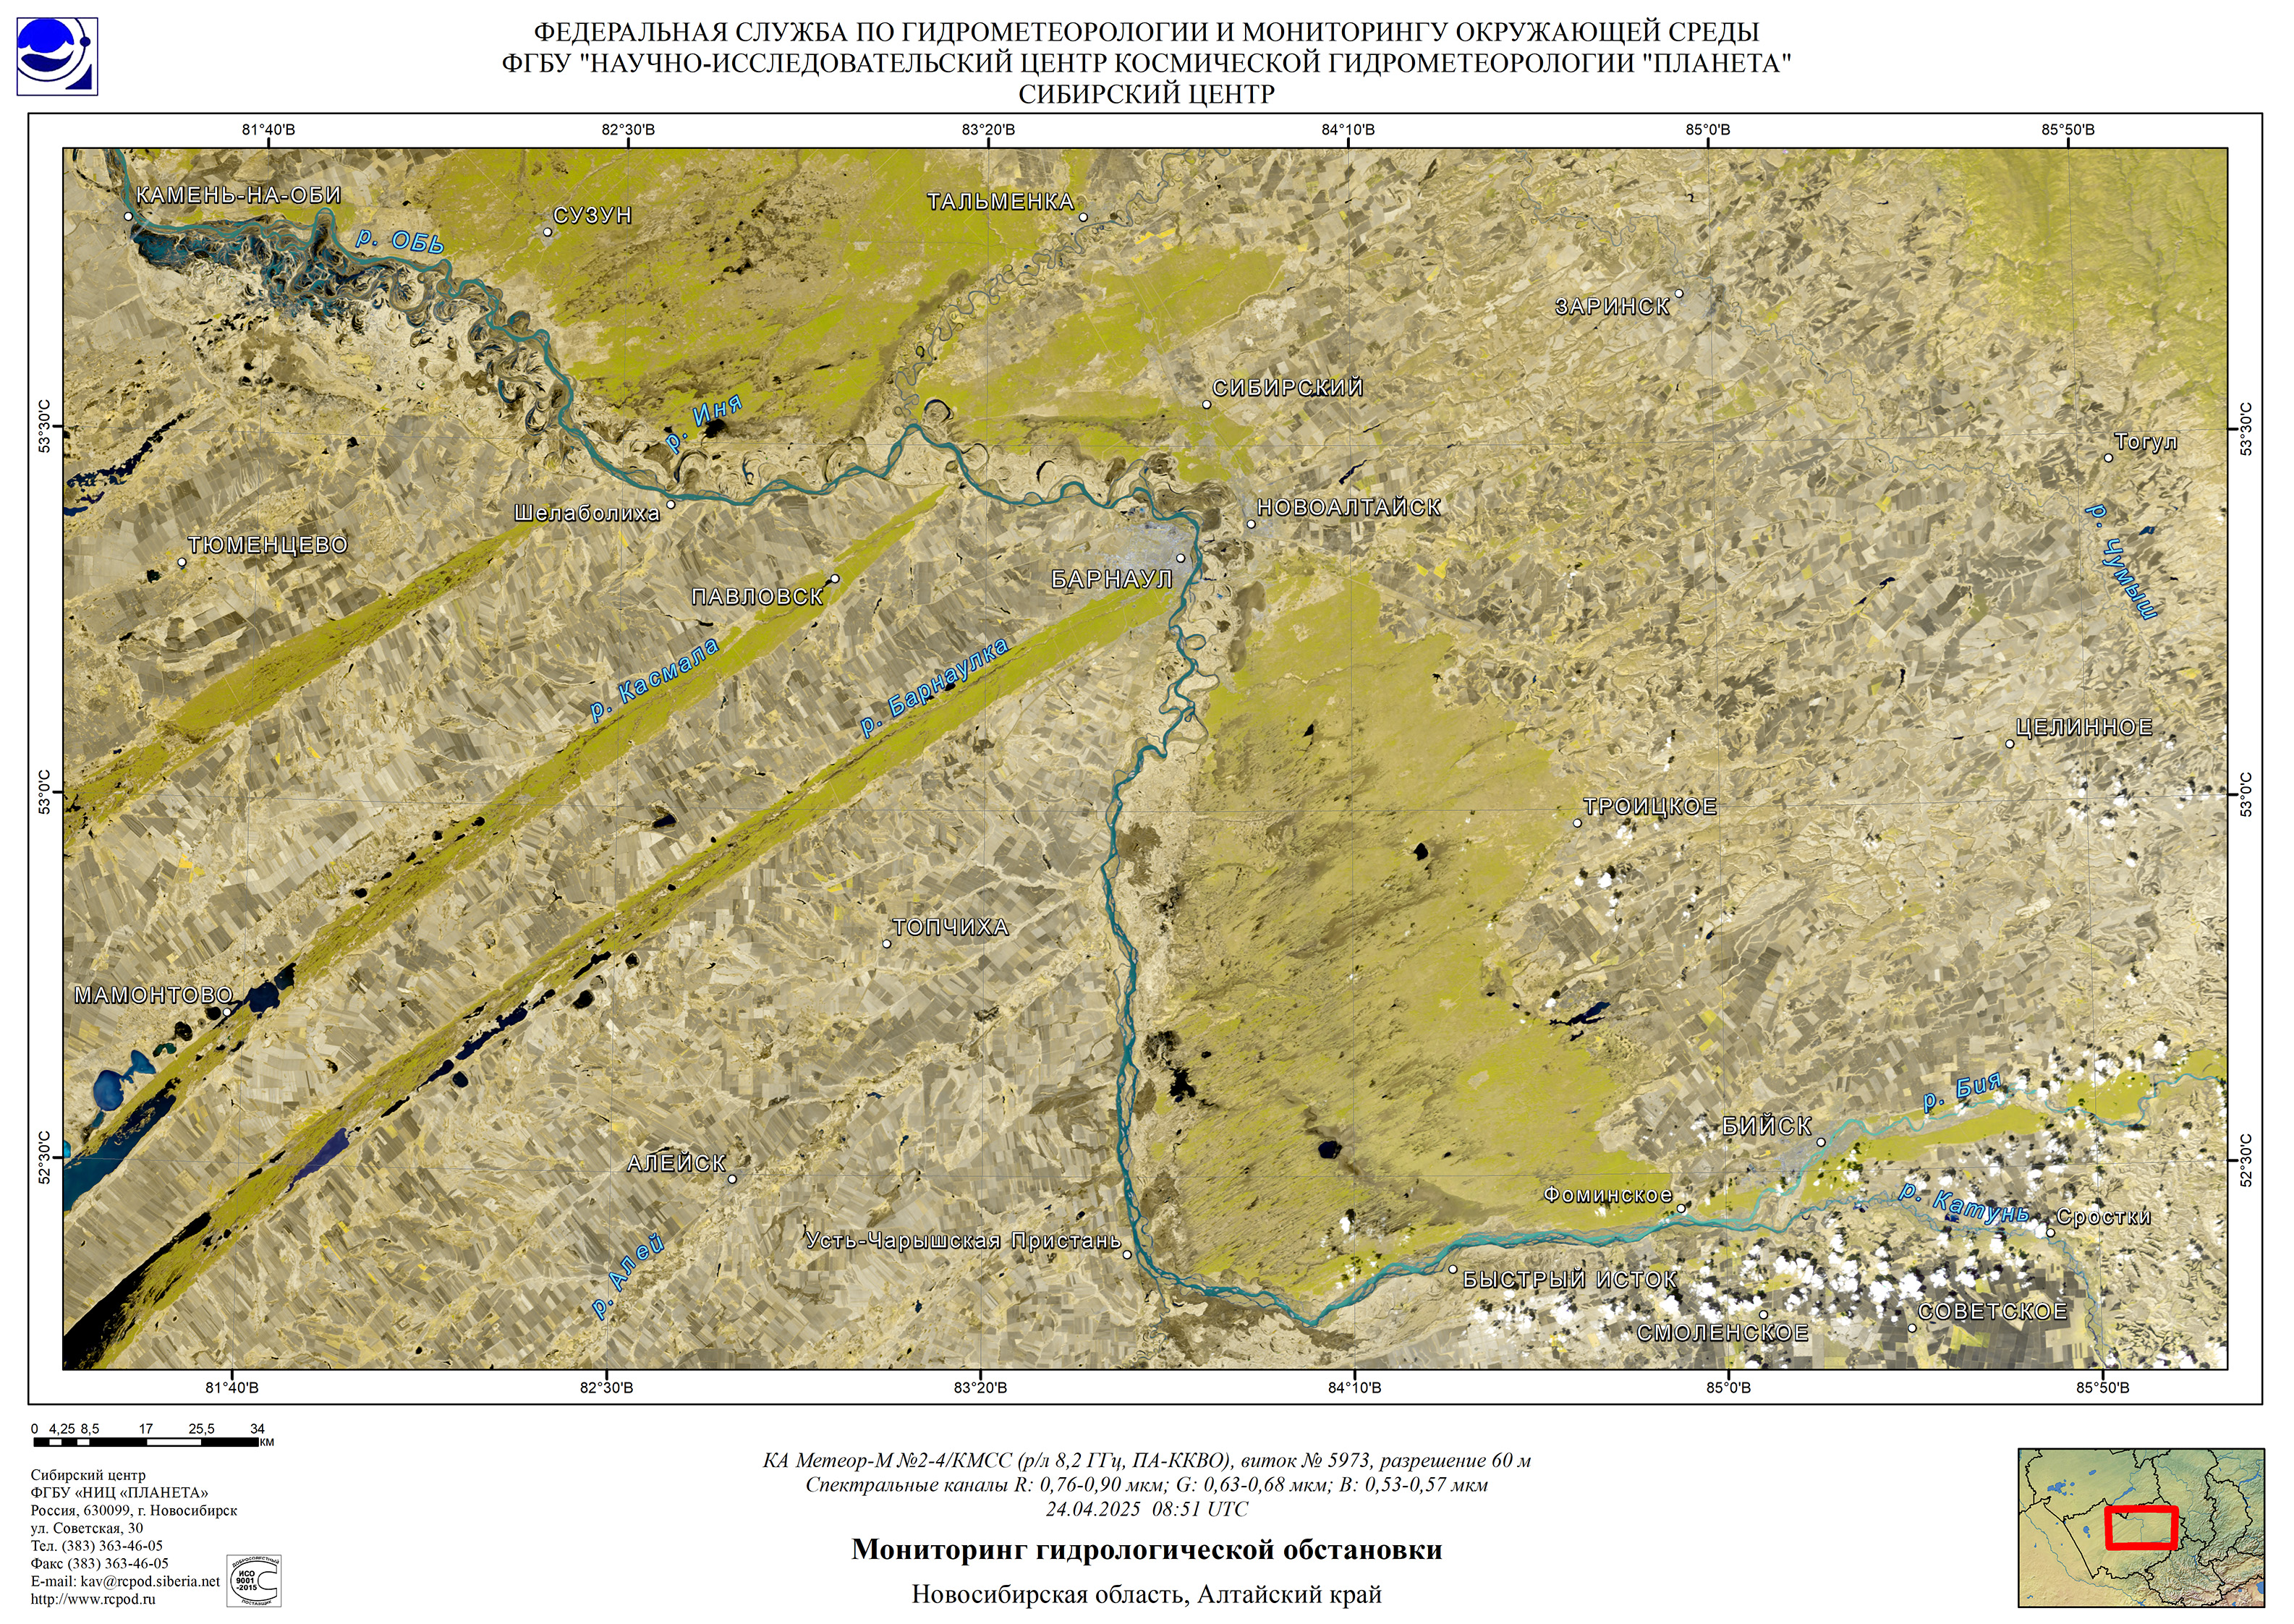 ФЕДЕРАЛЬНАЯ СЛУЖБА ПО ГИДРОМЕТЕОРОЛОГИИ И МОНИТОРИНГУ ОКРУЖАЮЩЕЙ СРЕДЫ
ФГБУ "НАУЧНО-ИССЛЕДОВАТЕЛЬСКИЙ ЦЕНТР КОСМИЧЕСКОЙ ГИДРОМЕТЕОРОЛОГИИ "ПЛАНЕТА"
СИБИРСКИЙ ЦЕНТР
81°40'В 82°30'В 83°20'В 84°10'В 85°0'В 85°50'В
КАМЕНЬ-НА-ОБИ
р. ОБЬ
СУЗУН
ТАЛЬМЕНКА
ЗАРИНСК
СИБИРСКИЙ
р. Иня
53°30'С
53°30'С
Тогул
Шелаболиха
НОВОАЛТАЙСК
р. Чумыш
ТЮМЕНЦЕВО
БАРНАУЛ
ПАВЛОВСК
р. Касмала
р. Барнаулка
ЦЕЛИННОЕ
53°0'С
53°0'С
ТРОИЦКОЕ
ТОПЧИХА
МАМОНТОВО
р. Бия
БИЙСК
52°30'С
52°30'С
АЛЕЙСК
Фоминское
р. Катунь
Сростки
Усть-Чарышская Пристань
р. Алей
БЫСТРЫЙ ИСТОК
СОВЕТСКОЕ
СМОЛЕНСКОЕ
81°40'В 82°30'В 83°20'В 84°10'В 85°0'В 85°50'В
0 4,25 8,5 17 25,5 34
км
КА Метеор-М №2-4/КМСС (р/л 8,2 ГГц, ПА-ККВО), виток № 5973, разрешение 60 м
Спектральные каналы R: 0,76-0,90 мкм; G: 0,63-0,68 мкм; B: 0,53-0,57 мкм
24.04.2025 08:51 UTC
Мониторинг гидрологической обстановки
Новосибирская область, Алтайский край
Сибирский центр
ФГБУ «НИЦ «ПЛАНЕТА»
Россия, 630099, г. Новосибирск
ул. Советская, 30
Тел. (383) 363-46-05
Факс (383) 363-46-05
E-mail: kav@rcpod.siberia.net
http://www.rcpod.ru
ДОБРОСОВЕСТНЫЙ
ИСО
9001
-2015
ПОСТАВЩИК